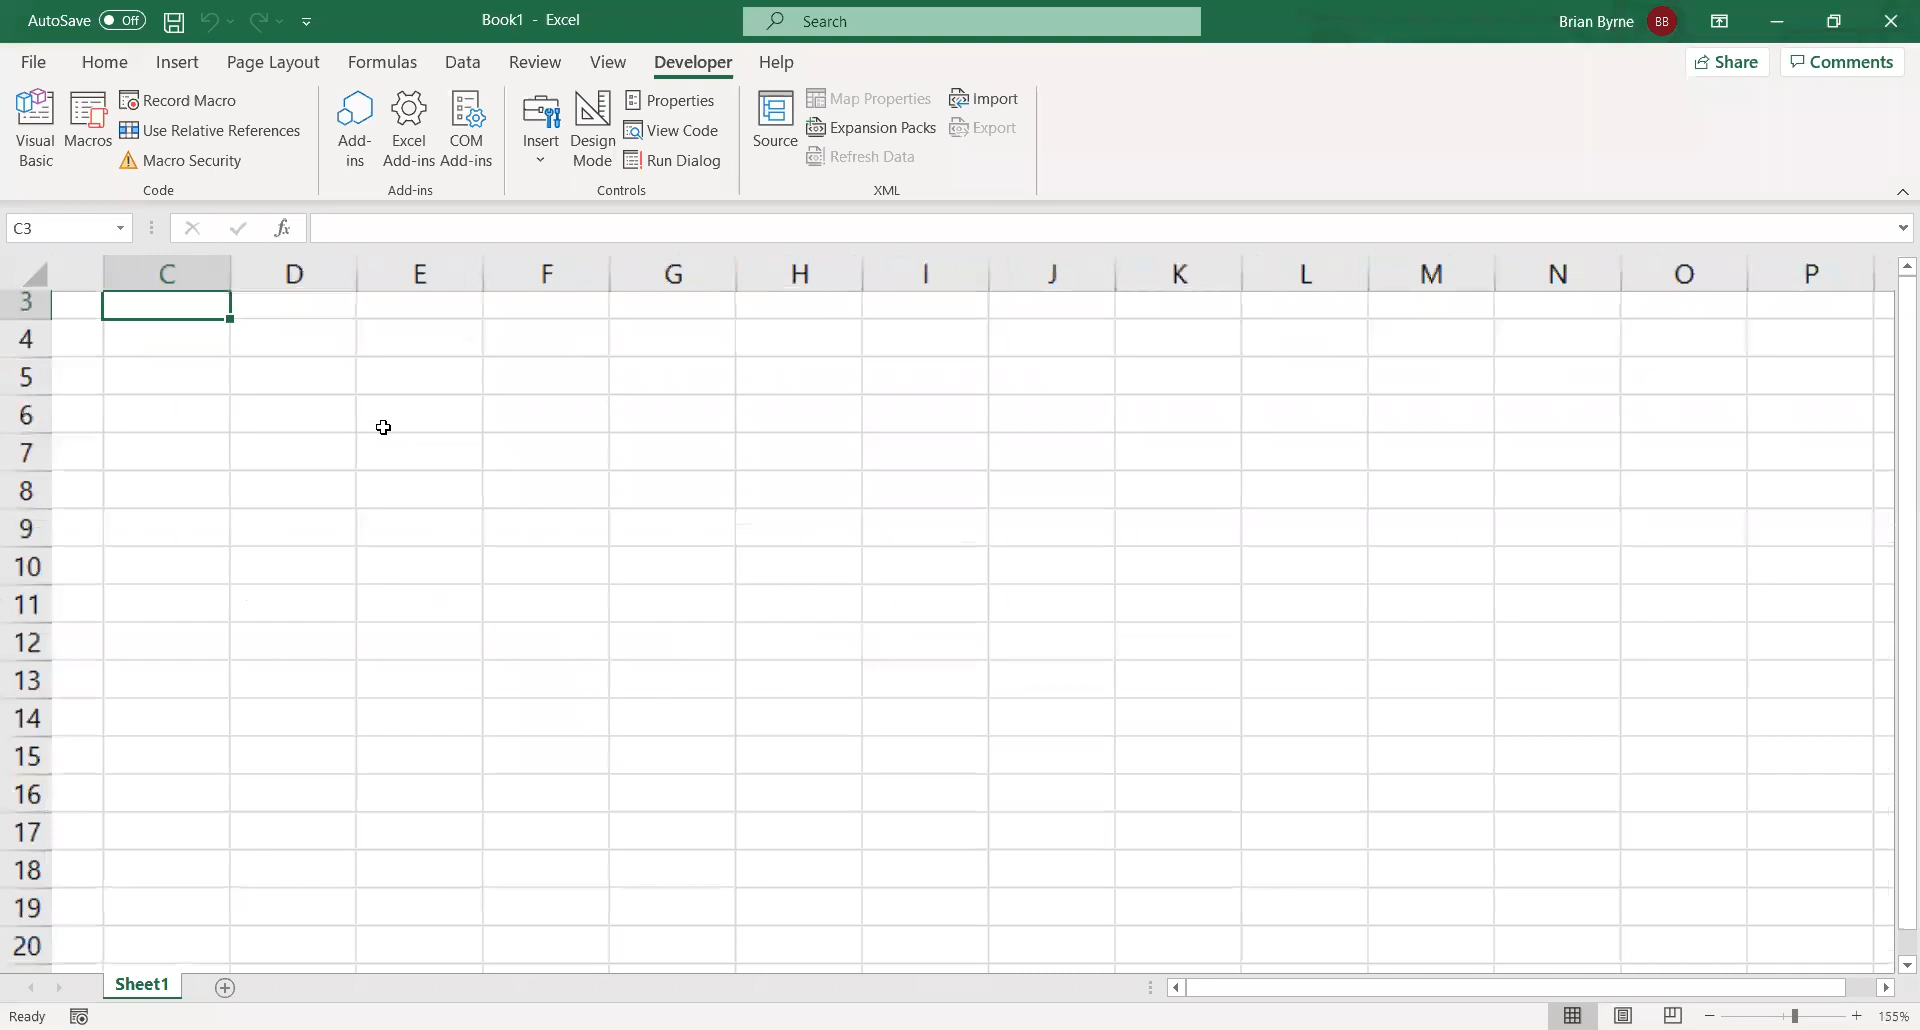 AutoSave Off Book1 - Excel Search Brian Byrne BB
File Home Insert Page Layout Formulas Data Review View Developer Help Share Comments
Visual Basic
Macros
Record Macro
Use Relative References
Macro Security
Code
Add-ins
Excel Add-ins
COM Add-ins
Add-ins
Insert
Design Mode
Properties
View Code
Run Dialog
Controls
Source
Map Properties
Expansion Packs
Refresh Data
Import
Export
XML
C3 fx
C D E F G H I J K L M N O P
3
4
5
6
7
8
9
10
11
12
13
14
15
16
17
18
19
20
Sheet1
Ready 155%